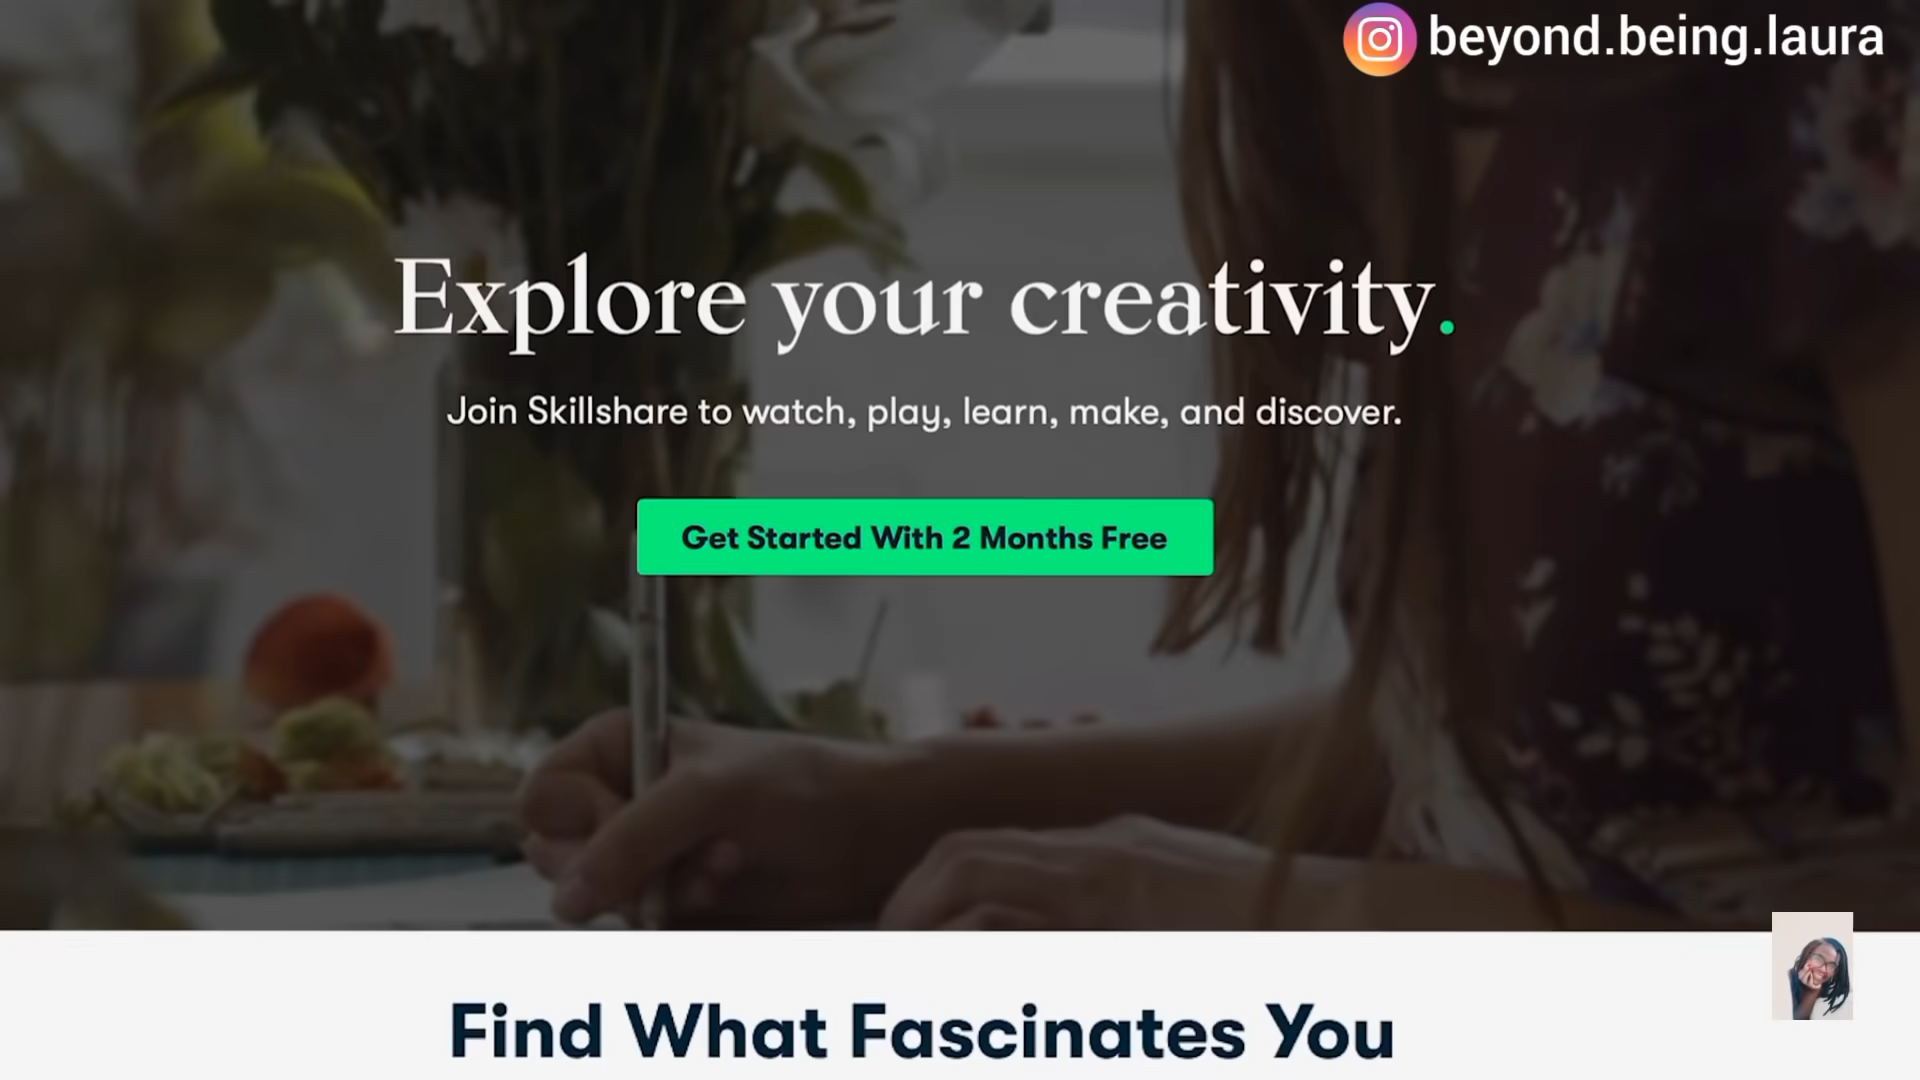 beyond.being.laura
Explore your creativity.
Join Skillshare to watch, play, learn, make, and discover.
Get Started With 2 Months Free
Find What Fascinates You